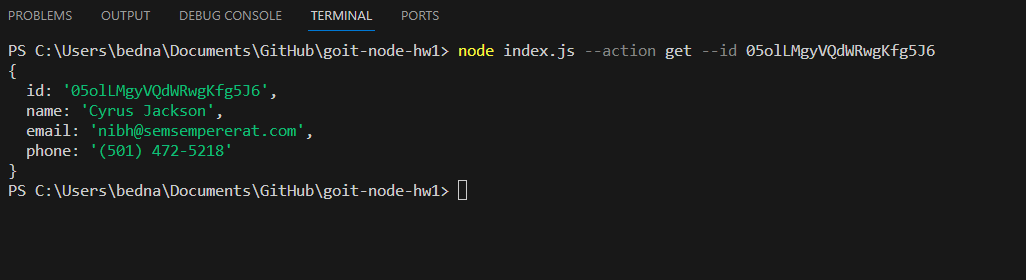 PROBLEMS OUTPUT DEBUG CONSOLE TERMINAL PORTS
PS C:\Users\bedna\Documents\GitHub\goit-node-hw1> node index.js --action get --id 05olLMgyVQdWRwgKfg5J6
{
  id: '05olLMgyVQdWRwgKfg5J6',
  name: 'Cyrus Jackson',
  email: 'nibh@semsempererat.com',
  phone: '(501) 472-5218'
}
PS C:\Users\bedna\Documents\GitHub\goit-node-hw1>